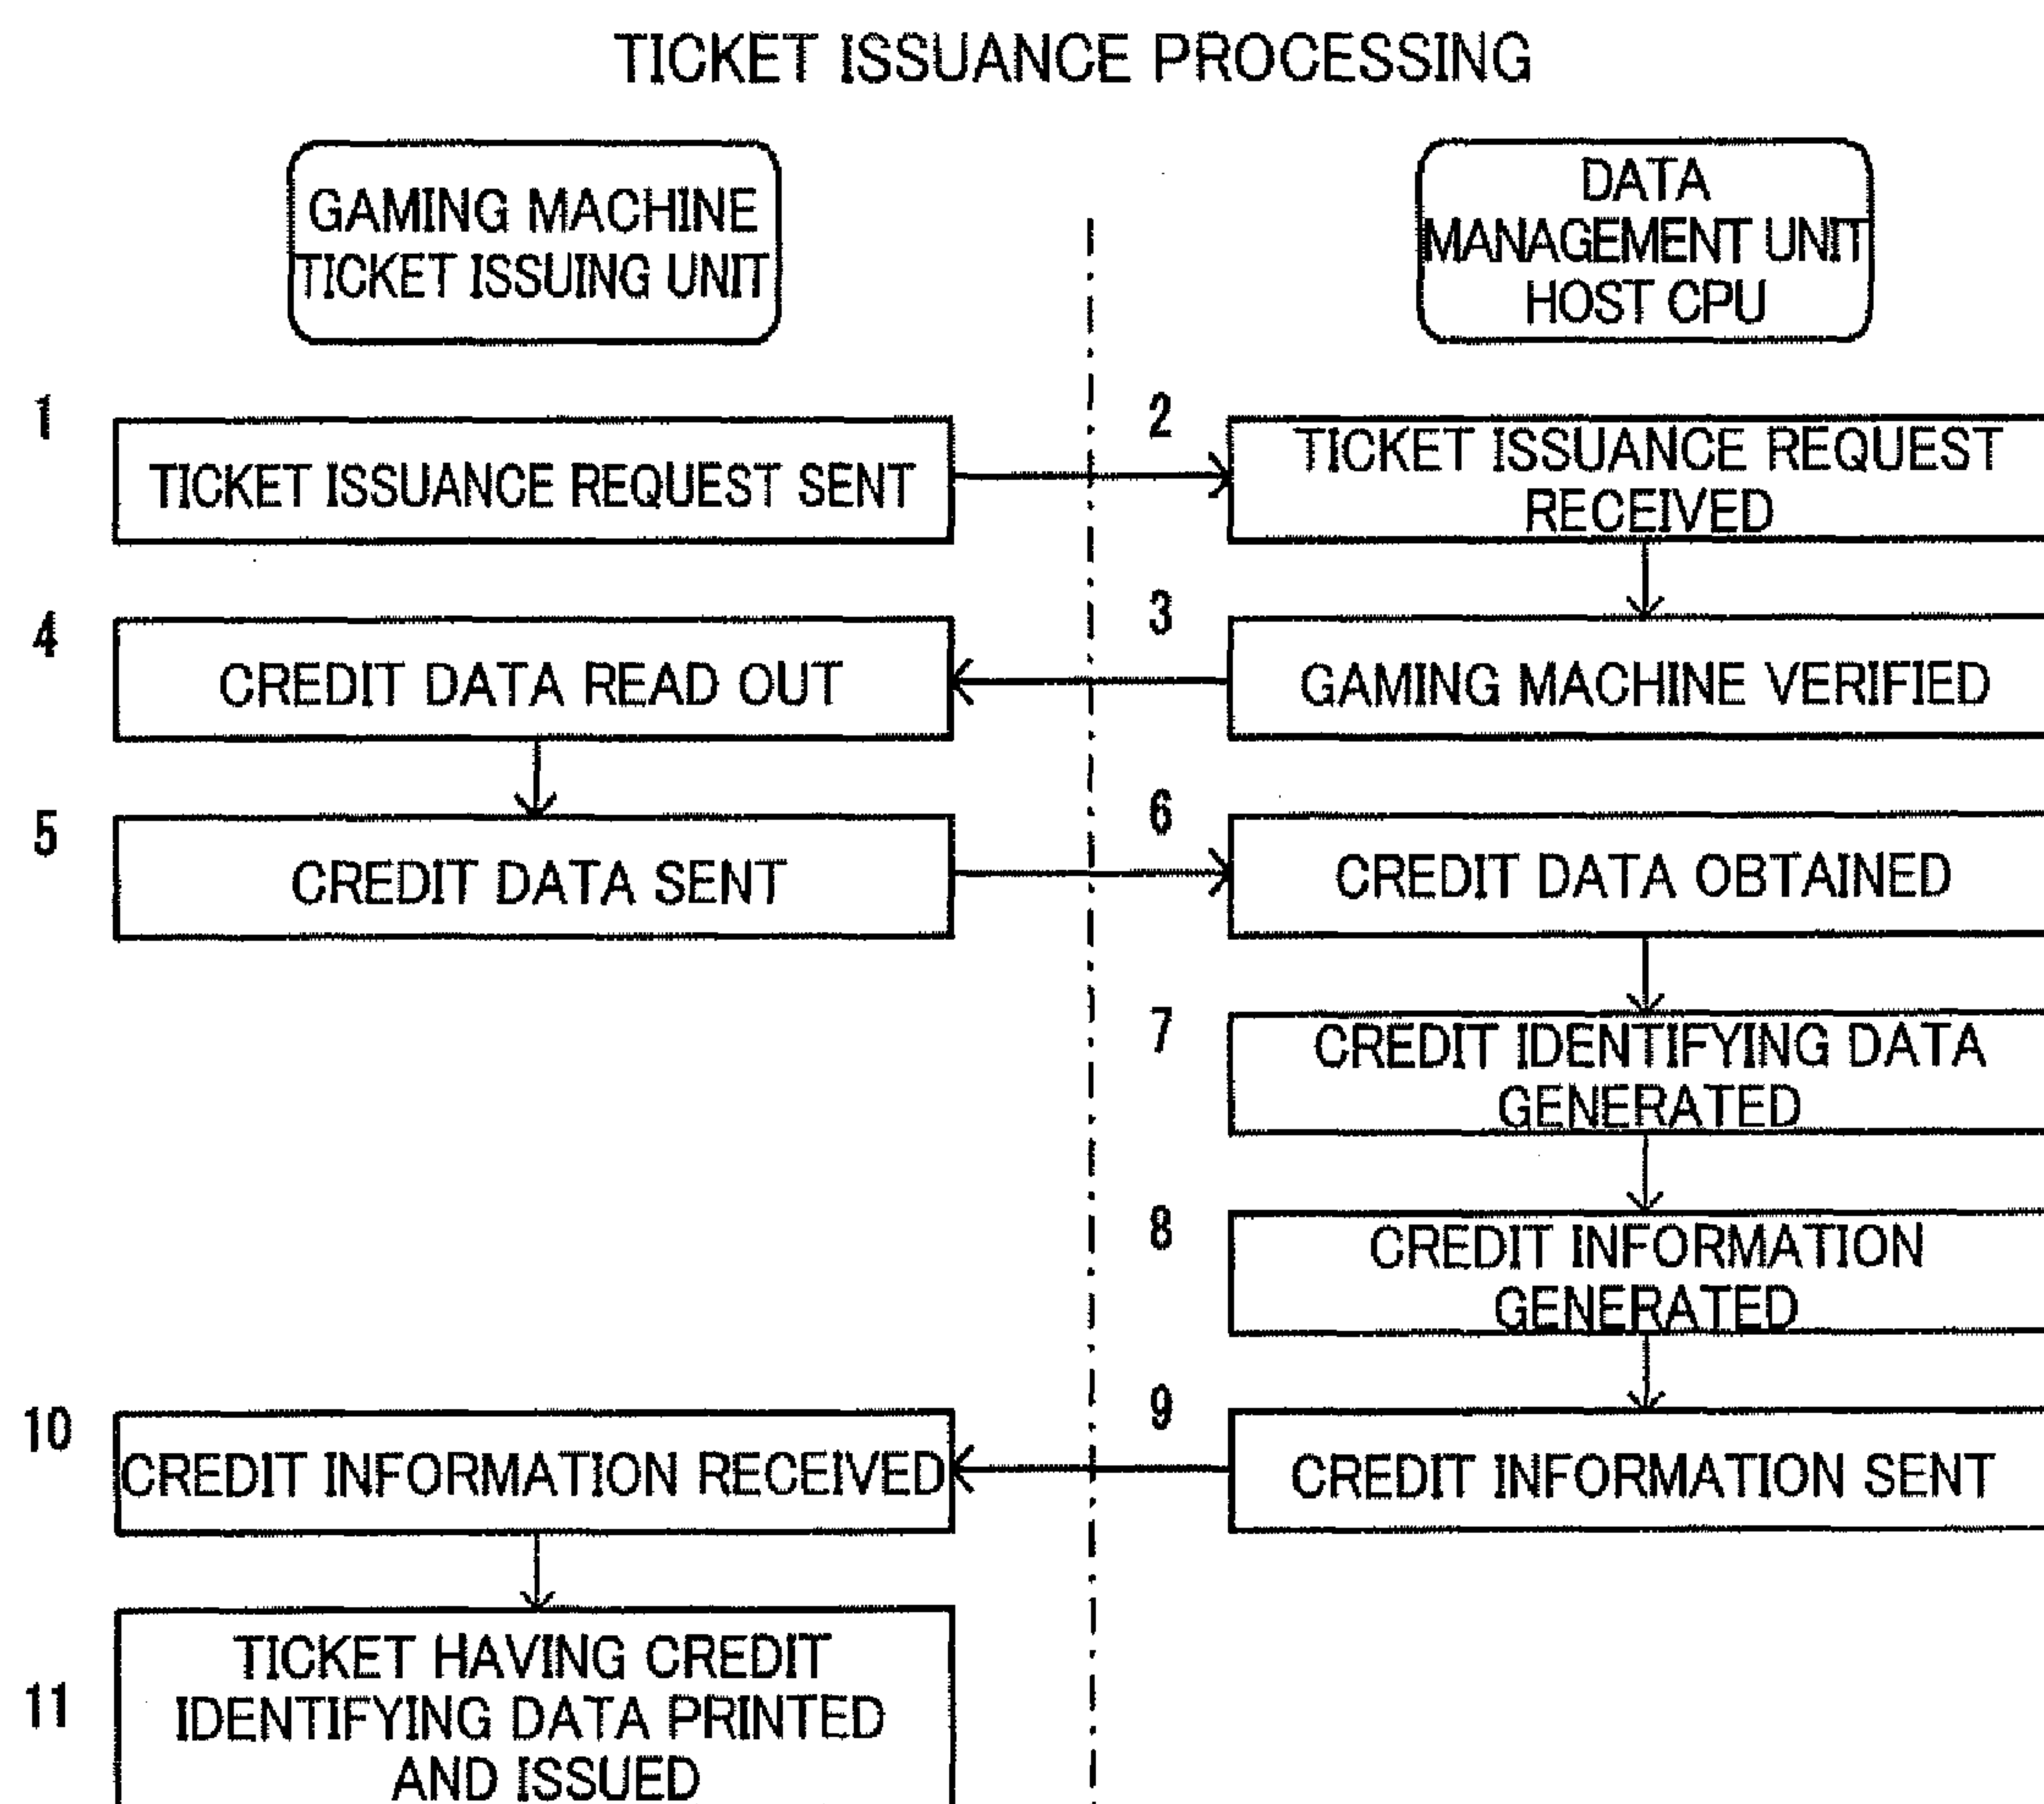 TICKET ISSUANCE PROCESSING
GAMING MACHINE
TICKET ISSUING UNIT
DATA
MANAGEMENT UNIT
HOST CPU
1
TICKET ISSUANCE REQUEST SENT
2
TICKET ISSUANCE REQUEST
RECEIVED
3
GAMING MACHINE VERIFIED
4
CREDIT DATA READ OUT
5
CREDIT DATA SENT
6
CREDIT DATA OBTAINED
7
CREDIT IDENTIFYING DATA
GENERATED
8
CREDIT INFORMATION
GENERATED
9
CREDIT INFORMATION SENT
10
CREDIT INFORMATION RECEIVED
11
TICKET HAVING CREDIT
IDENTIFYING DATA PRINTED
AND ISSUED